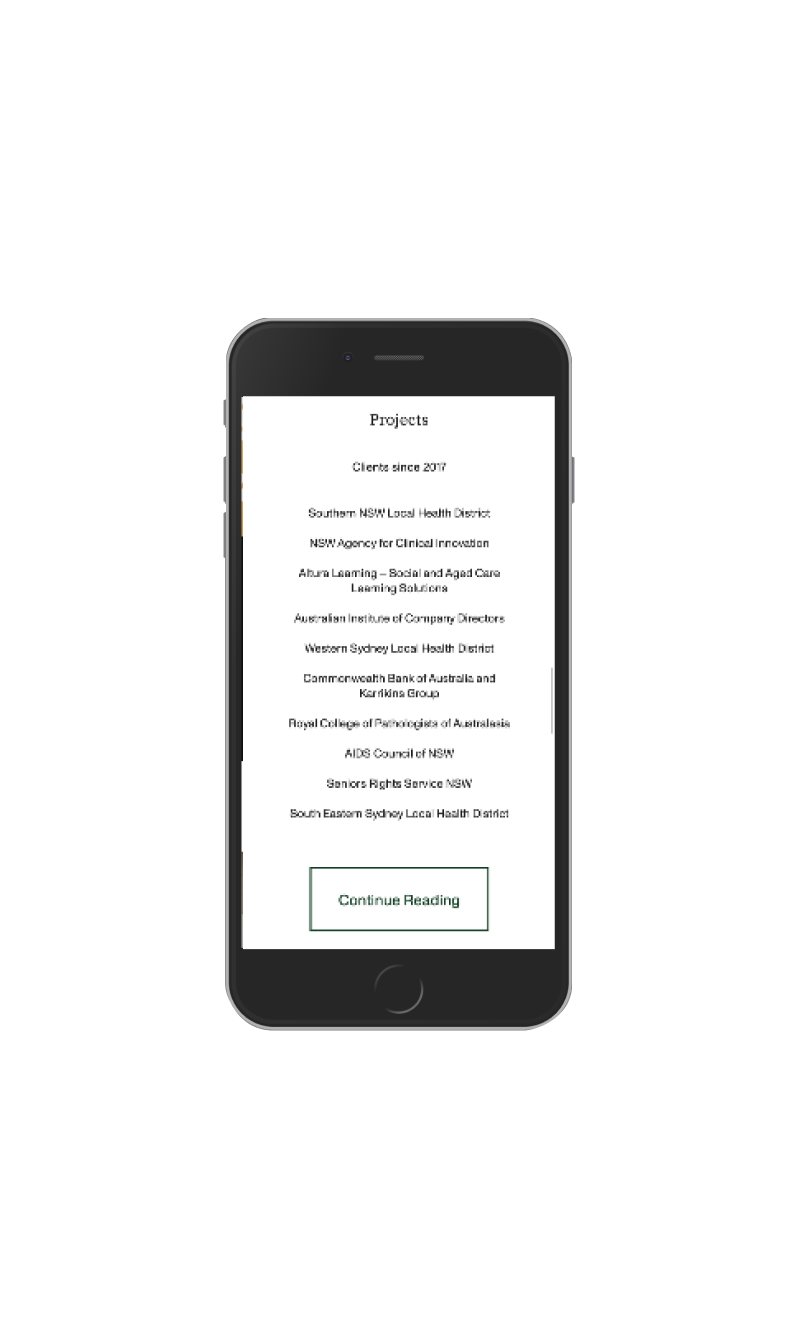 Projects
Clients since 2017
Southern NSW Local Health District
NSW Agency for Clinical Innovation
Altura Learning – Social and Aged Care
Learning Solutions
Australian Institute of Company Directors
Western Sydney Local Health District
Commonwealth Bank of Australia and
Karrikins Group
Royal College of Pathologists of Australasia
AIDS Council of NSW
Seniors Rights Service NSW
South Eastern Sydney Local Health District
Continue Reading